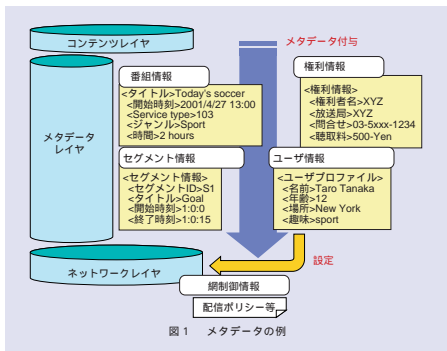 コンテンツレイヤ
メタデータ付与
番組情報
<タイトル>Today's soccer
<開始時刻>2001/4/27 13:00
<Service type>103
<ジャンル>Sport
<時間>2 hours
権利情報
<権利情報>
<権利者名>XYZ
<放送局>XYZ
<問合せ>03-5xxx-1234
<聴取料>500-Yen
メタデータ
レイヤ
セグメント情報
<セグメント情報>
<セグメントID>S1
<タイトル>Goal
<開始時刻>1:0:0
<終了時刻>1:0:15
ユーザ情報
<ユーザプロファイル>
<名前>Taro Tanaka
<年齢>12
<場所>New York
<趣味>sport
設定
ネットワークレイヤ
網制御情報
配信ポリシー等
図1 メタデータの例